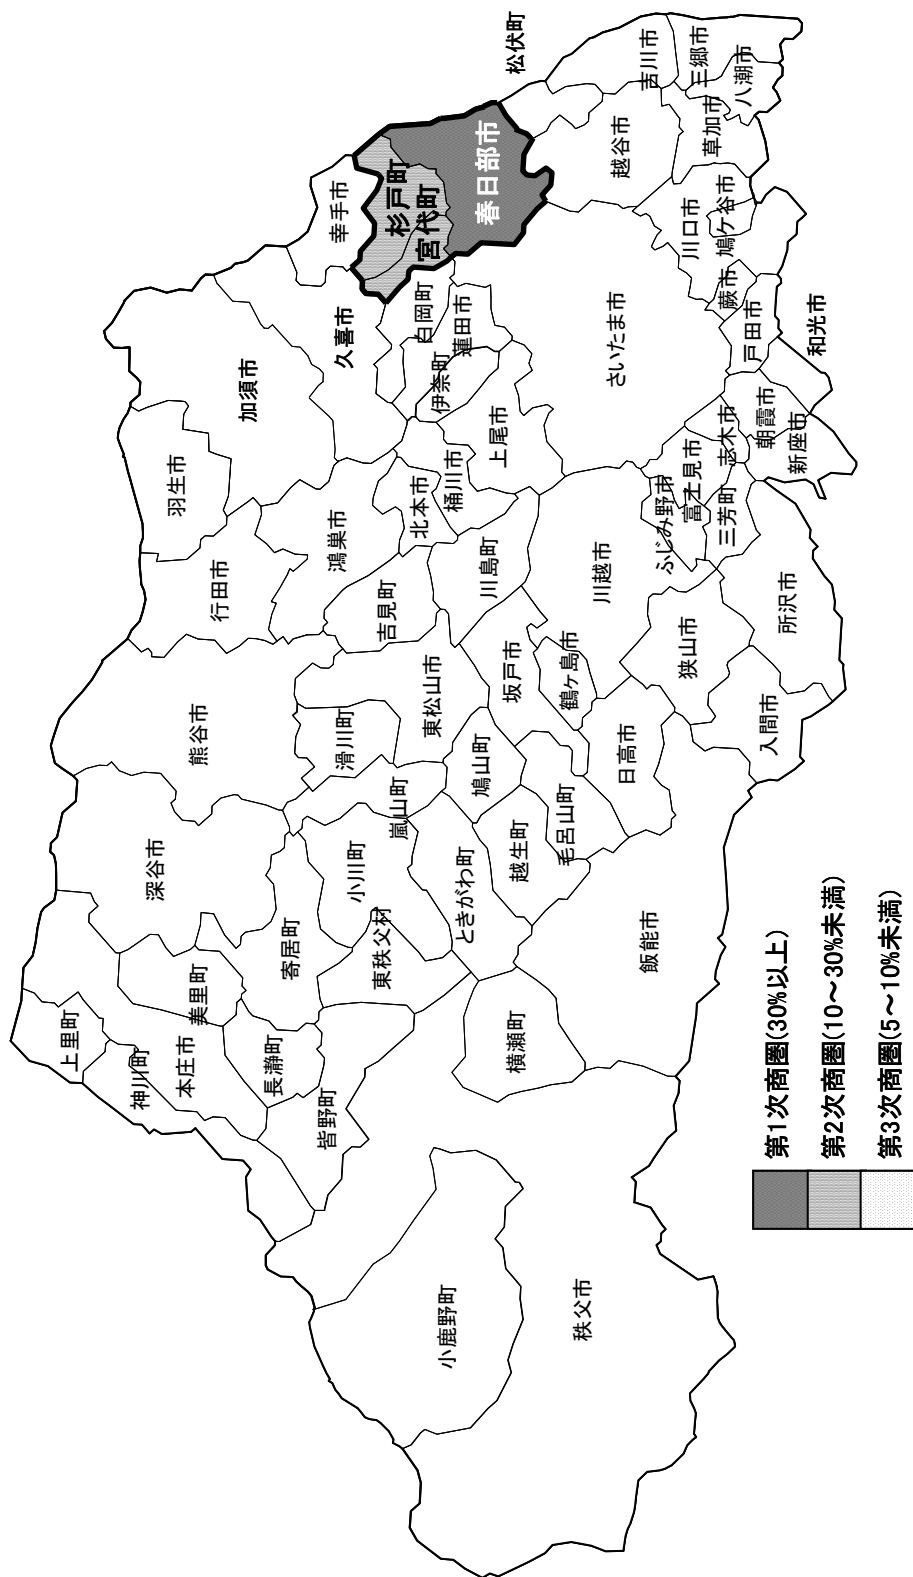 上里町
神川町
本庄市
美里町
深谷市
熊谷市
行田市
羽生市
加須市
久喜市
幸手市
杉戸町
宮代町
春日部市
松伏町
吉川市
三郷市
八潮市
草加市
越谷市
川口市
鳩ケ谷市
蕨市
戸田市
さいたま市
和光市
朝霞市
新座市
志木市
富士見市
ふじみ野市
三芳町
白岡町
蓮田市
伊奈町
上尾市
桶川市
北本市
鴻巣市
吉見町
川島町
川越市
所沢市
狭山市
入間市
日高市
鶴ヶ島市
坂戸市
東松山市
滑川町
嵐山町
鳩山町
毛呂山町
越生町
ときがわ町
小川町
東秩父村
寄居町
長瀞町
皆野町
横瀬町
飯能市
秩父市
小鹿野町
第1次商圏(30%以上)
第2次商圏(10～30%未満)
第3次商圏(5～10%未満)